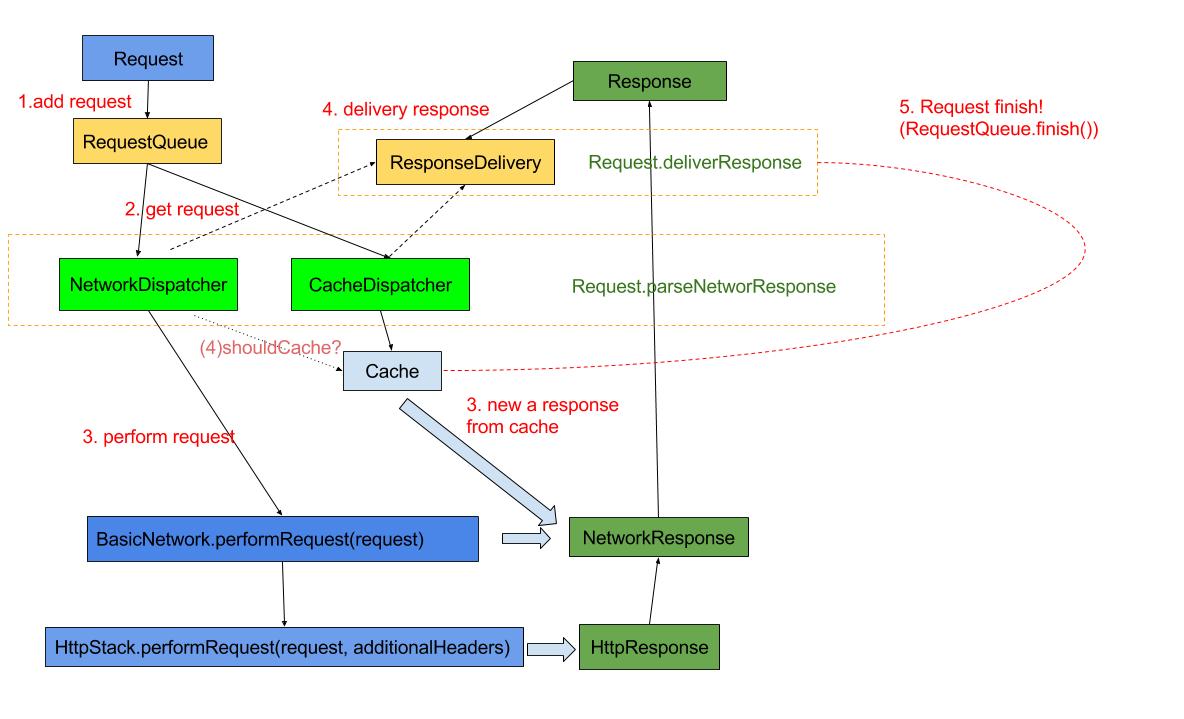 Request
1.add request
RequestQueue
Response
4. delivery response
5. Request finish!
(RequestQueue.finish())
ResponseDelivery
Request.deliverResponse
2. get request
NetworkDispatcher
CacheDispatcher
Request.parseNetworResponse
(4)shouldCache?
Cache
3. new a response
from cache
3. perform request
BasicNetwork.performRequest(request)
NetworkResponse
HttpStack.performRequest(request, additionalHeaders)
HttpResponse